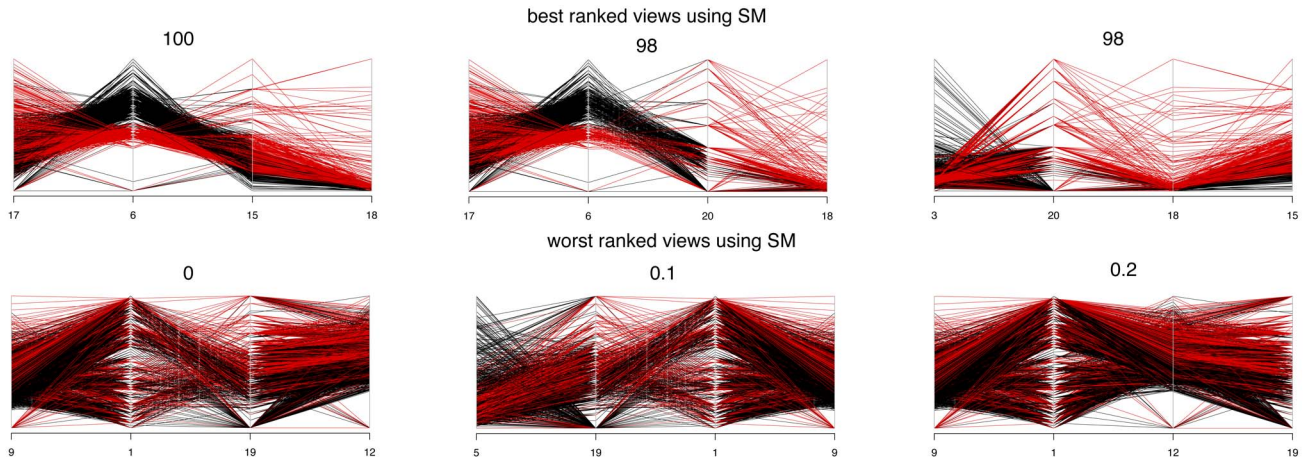 best ranked views using SM
100 98 98
17 6 15 18 17 6 20 18 3 20 18 15
worst ranked views using SM
0 0.1 0.2
9 1 19 12 5 19 1 9 9 1 12 19